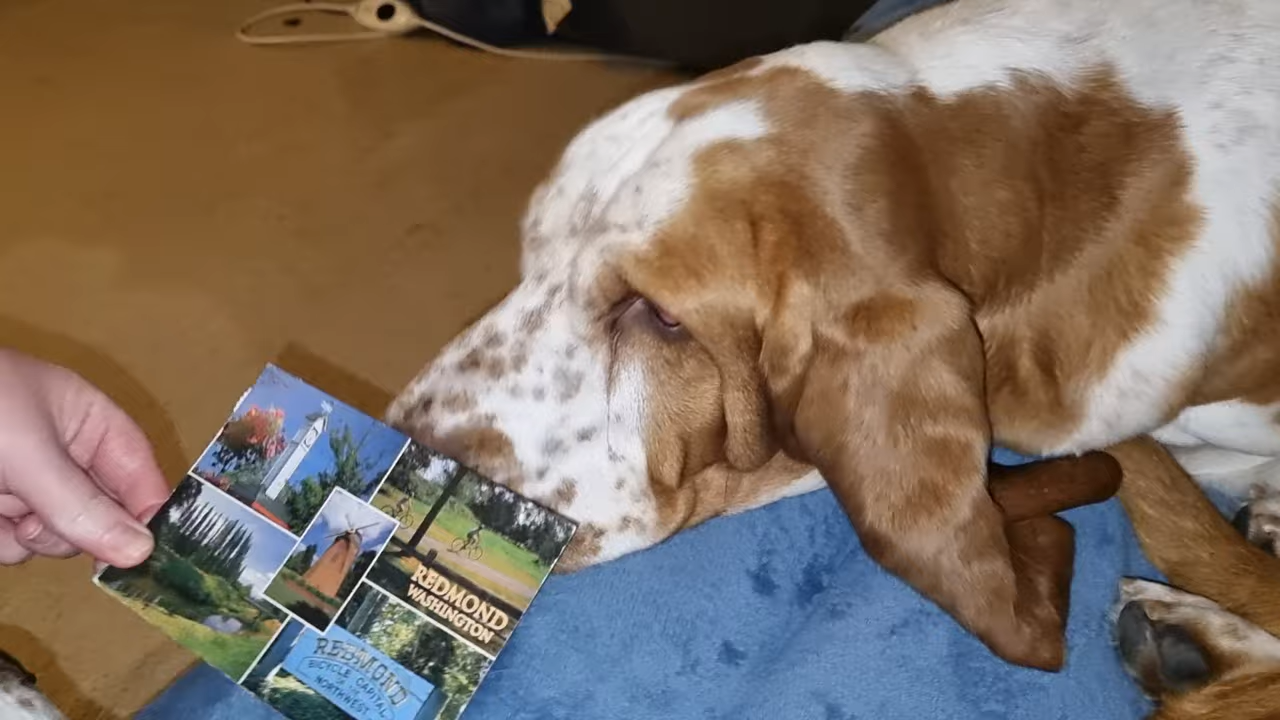 REDMOND
WASHINGTON
REDMOND
BICYCLE CAPITAL
NORTHWEST